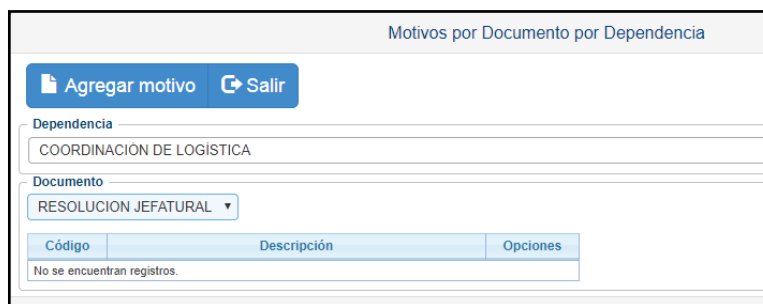 Motivos por Documento por Dependencia
Agregar motivo Salir
Dependencia
COORDINACIÓN DE LOGÍSTICA
Documento
RESOLUCION JEFATURAL
Código Descripción Opciones
No se encuentran registros.